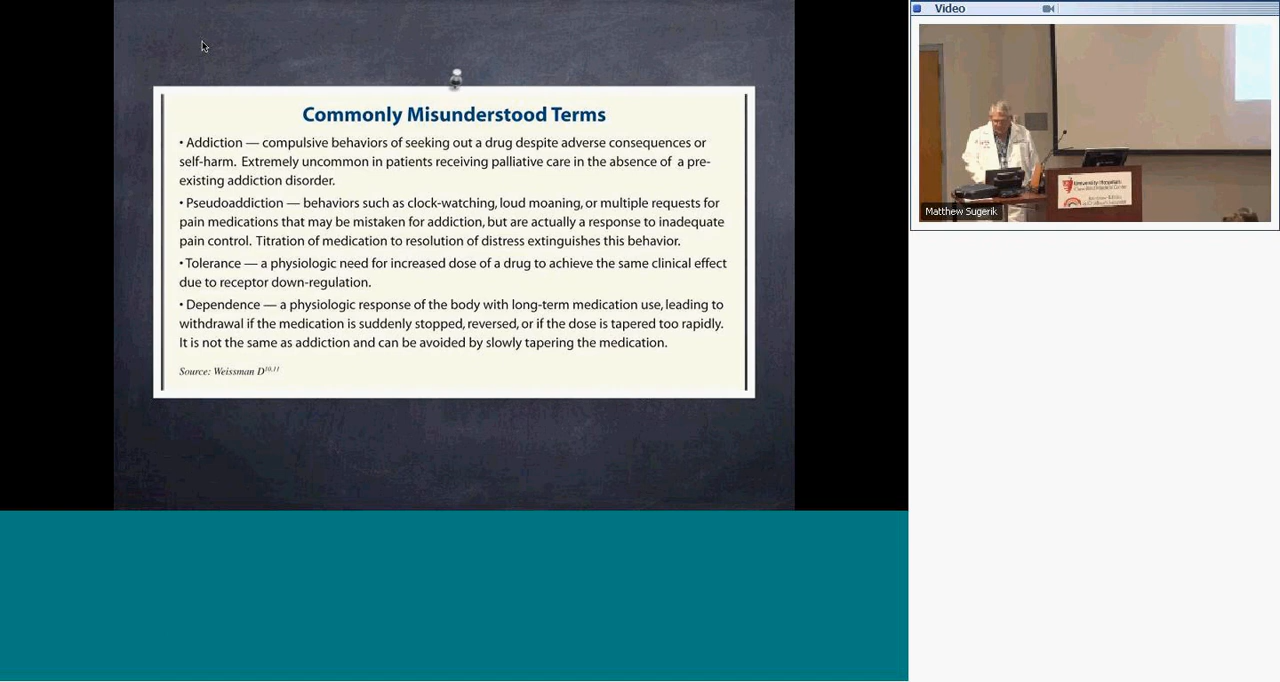 Commonly Misunderstood Terms
• Addiction — compulsive behaviors of seeking out a drug despite adverse consequences or
self-harm. Extremely uncommon in patients receiving palliative care in the absence of a pre-
existing addiction disorder.
• Pseudoaddiction — behaviors such as clock-watching, loud moaning, or multiple requests for
pain medications that may be mistaken for addiction, but are actually a response to inadequate
pain control. Titration of medication to resolution of distress extinguishes this behavior.
• Tolerance — a physiologic need for increased dose of a drug to achieve the same clinical effect
due to receptor down-regulation.
• Dependence — a physiologic response of the body with long-term medication use, leading to
withdrawal if the medication is suddenly stopped, reversed, or if the dose is tapered too rapidly.
It is not the same as addiction and can be avoided by slowly tapering the medication.
Source: Weissman D10,11
Video
University Hospitals
Matthew Sugerik